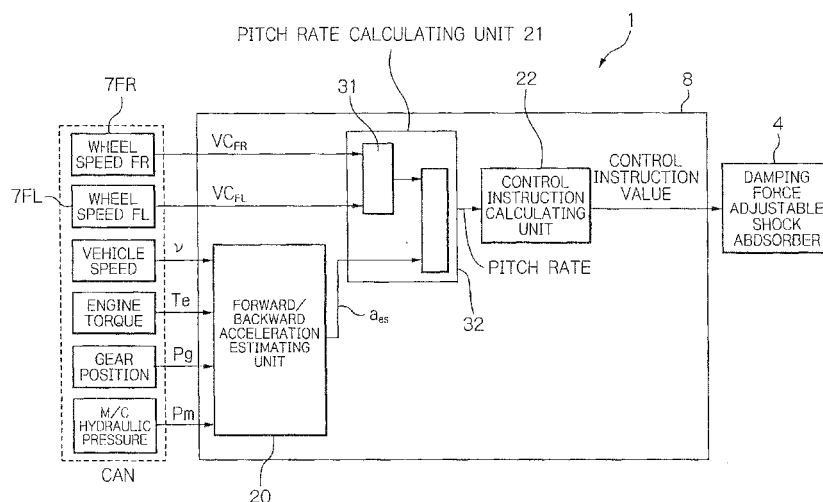 PITCH RATE CALCULATING UNIT 21
1
7FR
31
22
8
4
WHEEL
SPEED FR
VCFR
7FL
WHEEL
SPEED FL
VCFL
CONTROL
INSTRUCTION
CALCULATING
UNIT
CONTROL
INSTRUCTION
VALUE
DAMPING
FORCE
ADJUSTABLE
SHOCK
ABDSORBER
VEHICLE
SPEED
ν
PITCH RATE
32
ENGINE
TORQUE
Te
FORWARD/
BACKWARD
ACCELERATION
ESTIMATING
UNIT
aes
GEAR
POSITION
Pg
M/C
HYDRAULIC
PRESSURE
Pm
CAN
20